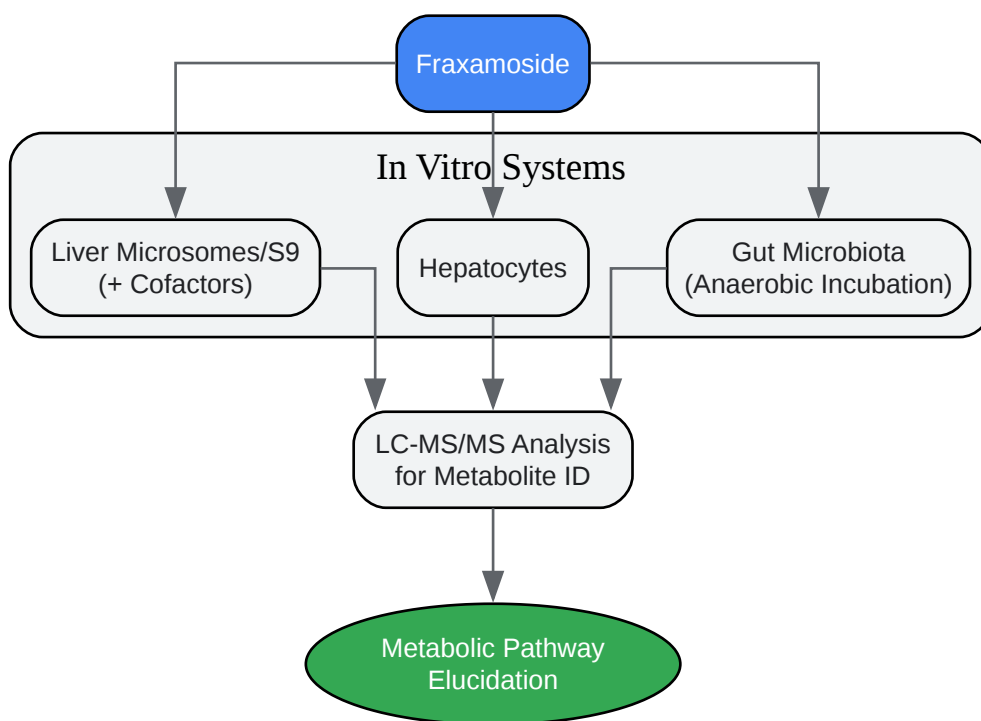 Fraxamoside
In Vitro Systems
Liver Microsomes/S9
(+ Cofactors)
Hepatocytes
Gut Microbiota
(Anaerobic Incubation)
LC-MS/MS Analysis
for Metabolite ID
Metabolic Pathway
Elucidation